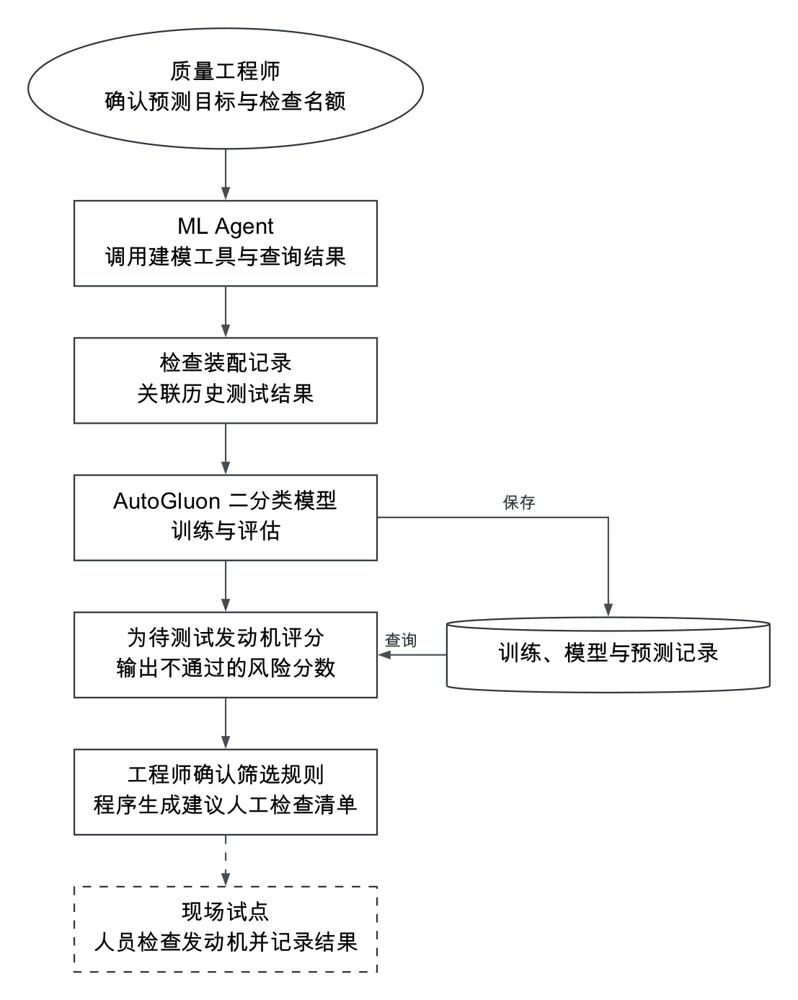 质量工程师
确认预测目标与检查名额
ML Agent
调用建模工具与查询结果
检查装配记录
关联历史测试结果
AutoGluon 二分类模型
训练与评估
保存
为待测试发动机评分
输出不通过的风险分数
查询
训练、模型与预测记录
工程师确认筛选规则
程序生成建议人工检查清单
现场试点
人员检查发动机并记录结果